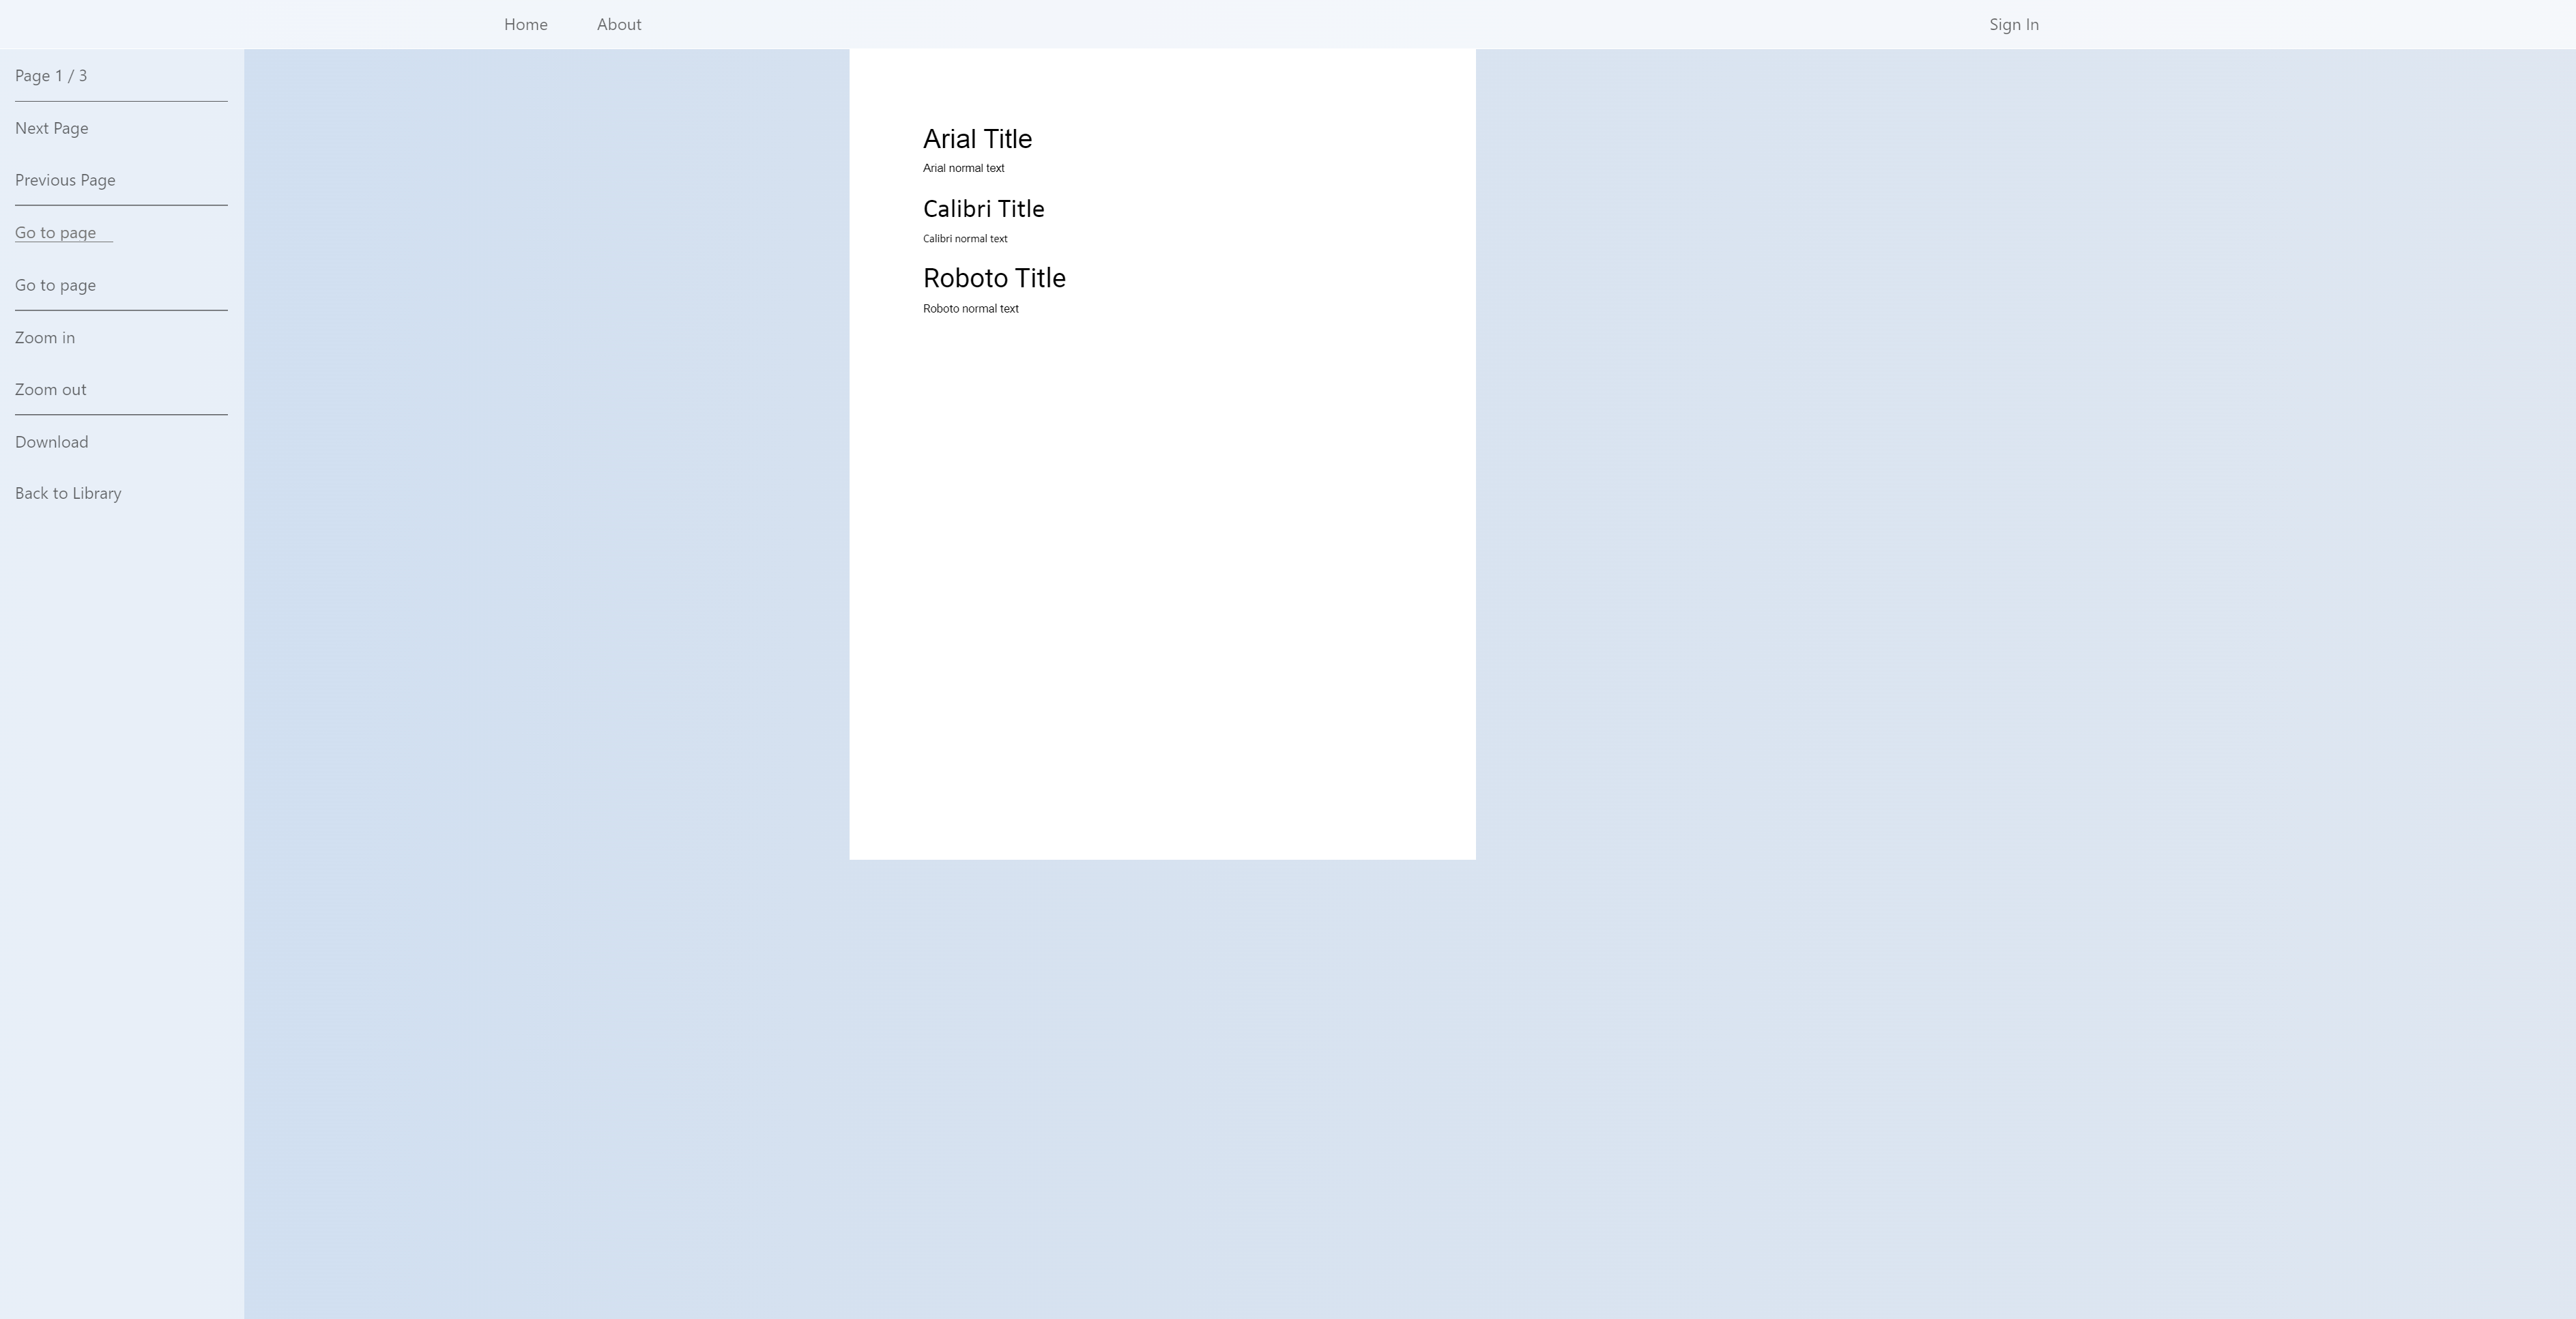 Home
About
Sign In
Page 1 / 3
Next Page
Previous Page
Go to page
Go to page
Zoom in
Zoom out
Download
Back to Library
Arial Title
Arial normal text
Calibri Title
Calibri normal text
Roboto Title
Roboto normal text